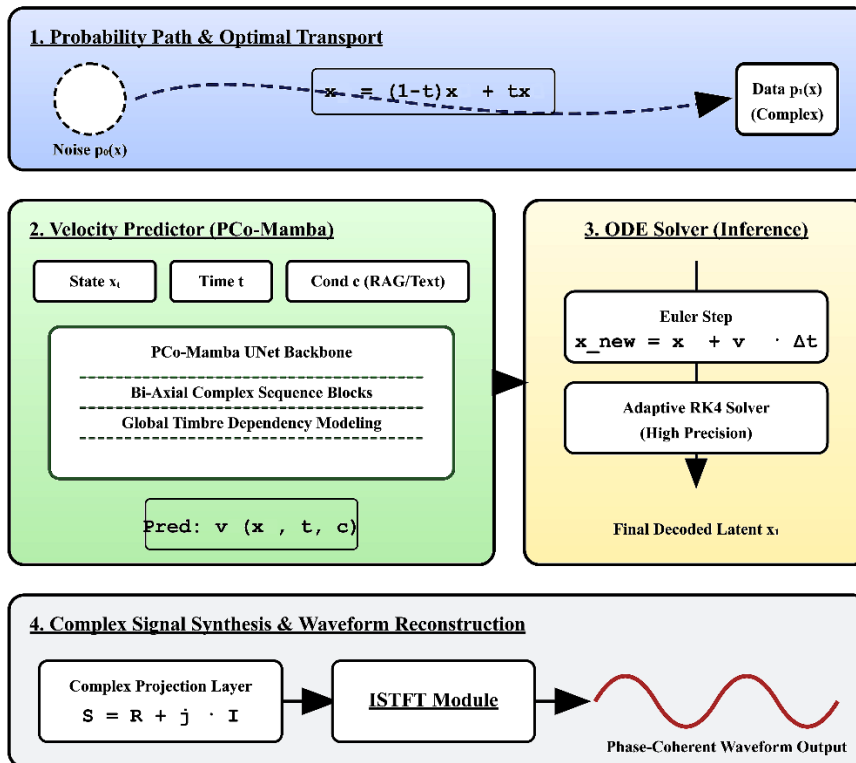 1. Probability Path & Optimal Transport
x = (1-t)x + tx
Noise p₀(x)
Data p₁(x)
(Complex)
2. Velocity Predictor (PCo-Mamba)
State xₜ
Time t
Cond c (RAG/Text)
PCo-Mamba UNet Backbone
Bi-Axial Complex Sequence Blocks
Global Timbre Dependency Modeling
Pred: v (x , t, c)
3. ODE Solver (Inference)
Euler Step
x_new = x + v · Δt
Adaptive RK4 Solver
(High Precision)
Final Decoded Latent x₁
4. Complex Signal Synthesis & Waveform Reconstruction
Complex Projection Layer
S = R + j · I
ISTFT Module
Phase-Coherent Waveform Output